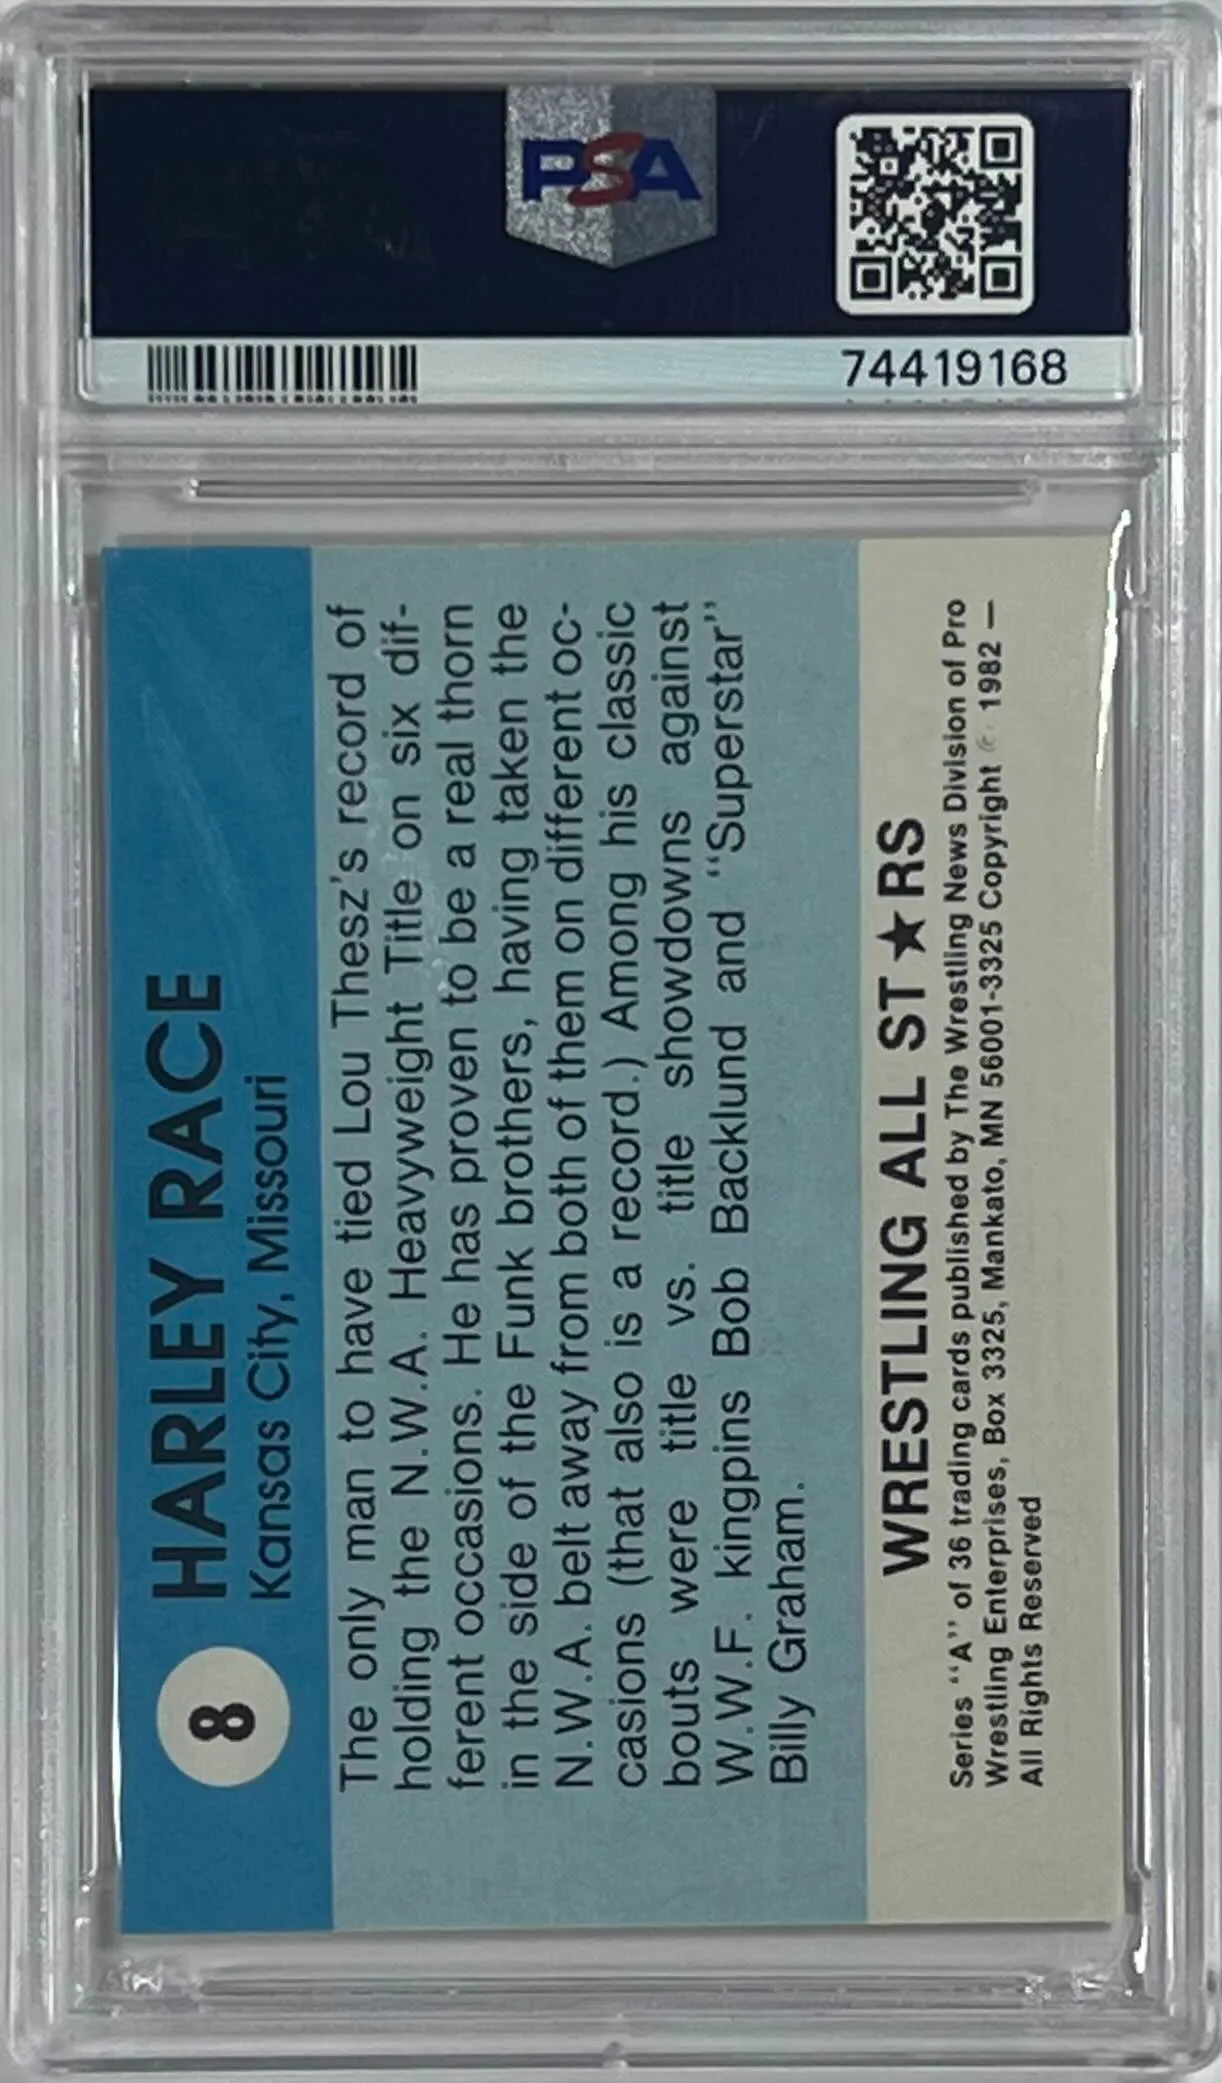 PSA
74419168
8
HARLEY RACE
Kansas City, Missouri
The only man to have tied Lou Thesz's record of
holding the N.W.A. Heavyweight Title on six dif-
ferent occasions. He has proven to be a real thorn
in the side of the Funk brothers, having taken the
N.W.A. belt away from both of them on different oc-
casions (that also is a record.) Among his classic
bouts were title vs. title showdowns against
W.W.F. kingpins Bob Backlund and "Superstar"
Billy Graham.
WRESTLING ALL ST★RS
Series "A" of 36 trading cards published by The Wrestling News Division of Pro
Wrestling Enterprises, Box 3325, Mankato, MN 56001-3325 Copyright © 1982 —
All Rights Reserved